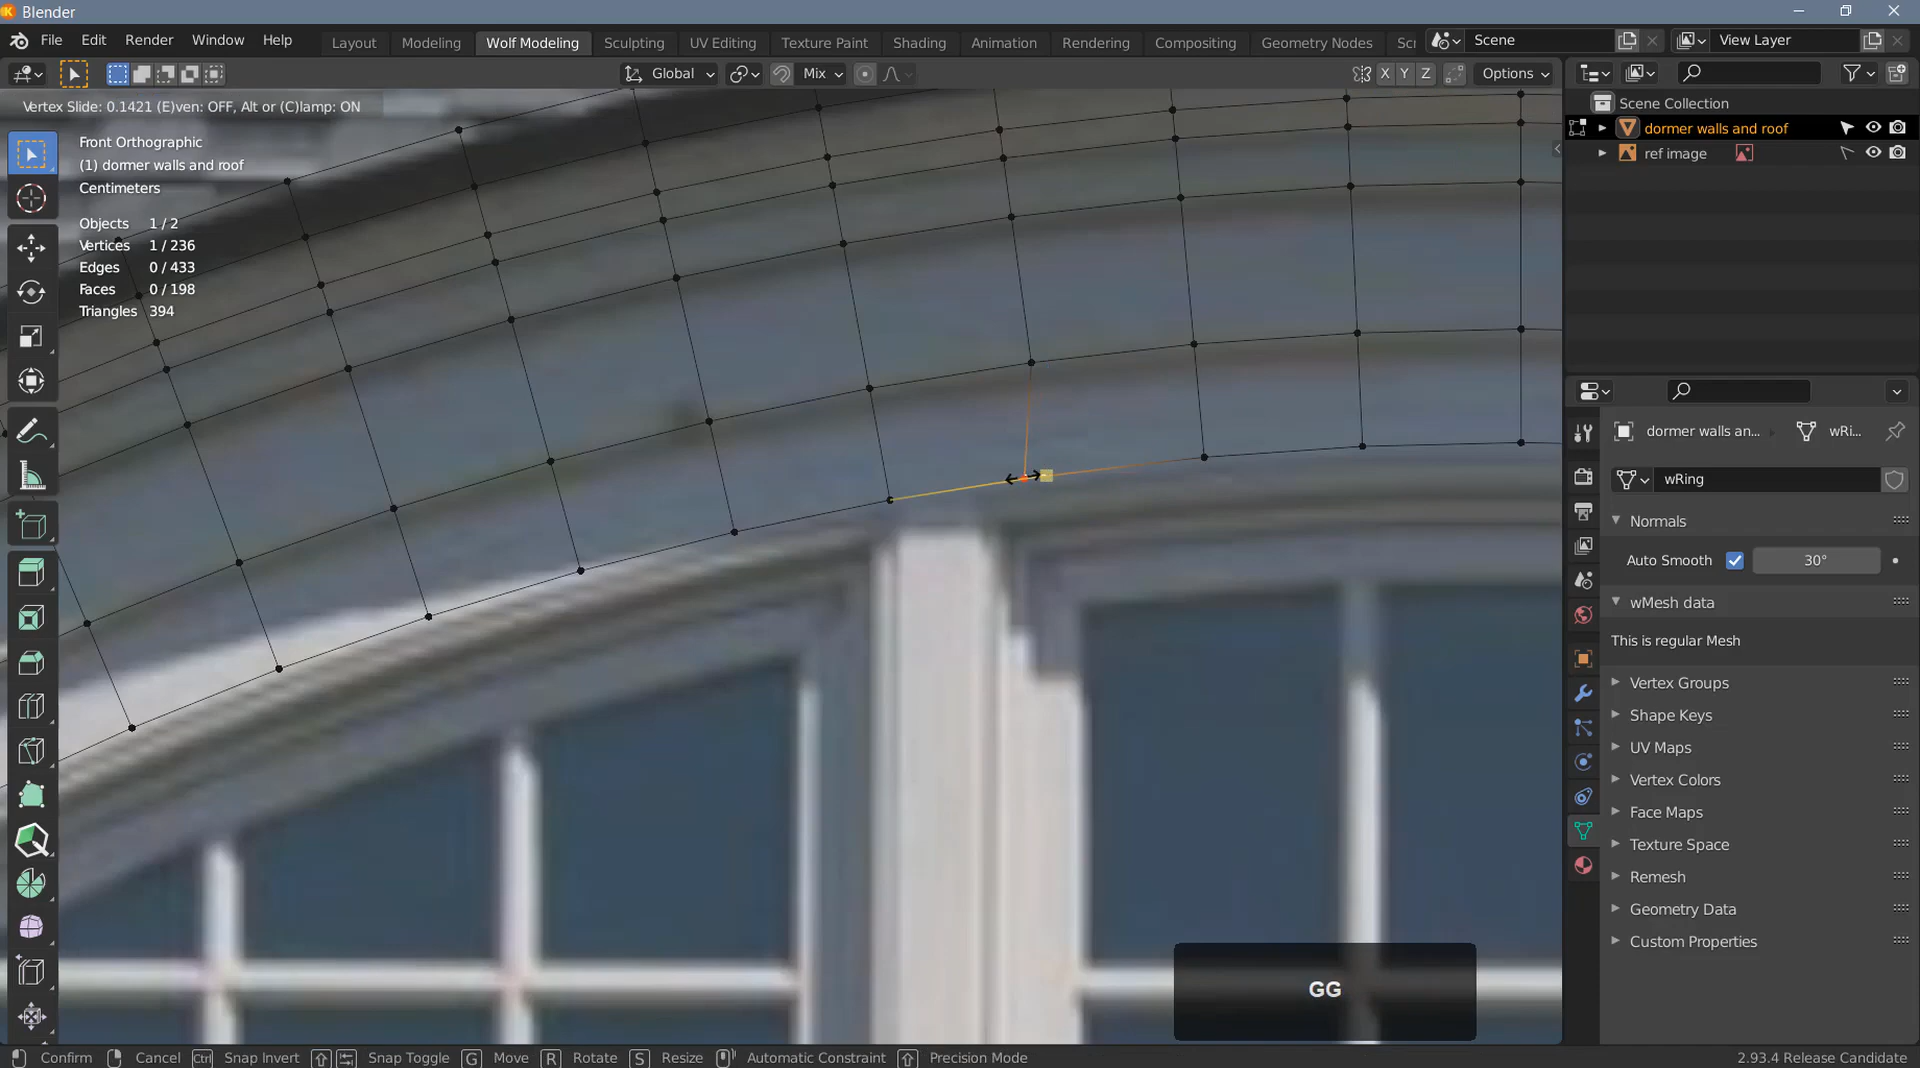 Blender
File Edit Render Window Help Layout Modeling Wolf Modeling Sculpting UV Editing Texture Paint Shading Animation Rendering Compositing Geometry Nodes Sc Scene View Layer
Global Mix X Y Z Options
Vertex Slide: 0.1421 (E)ven: OFF, Alt or (C)lamp: ON
Scene Collection
dormer walls and roof
ref image
Front Orthographic
(1) dormer walls and roof
Centimeters
Objects 1 / 2
Vertices 1 / 236
Edges 0 / 433
Faces 0 / 198
Triangles 394
dormer walls an... wRi...
wRing
Normals
Auto Smooth 30°
wMesh data
This is regular Mesh
Vertex Groups
Shape Keys
UV Maps
Vertex Colors
Face Maps
Texture Space
Remesh
Geometry Data
Custom Properties
GG
Confirm Cancel Ctrl Snap Invert Snap Toggle G Move R Rotate S Resize Automatic Constraint Precision Mode 2.93.4 Release Candidate